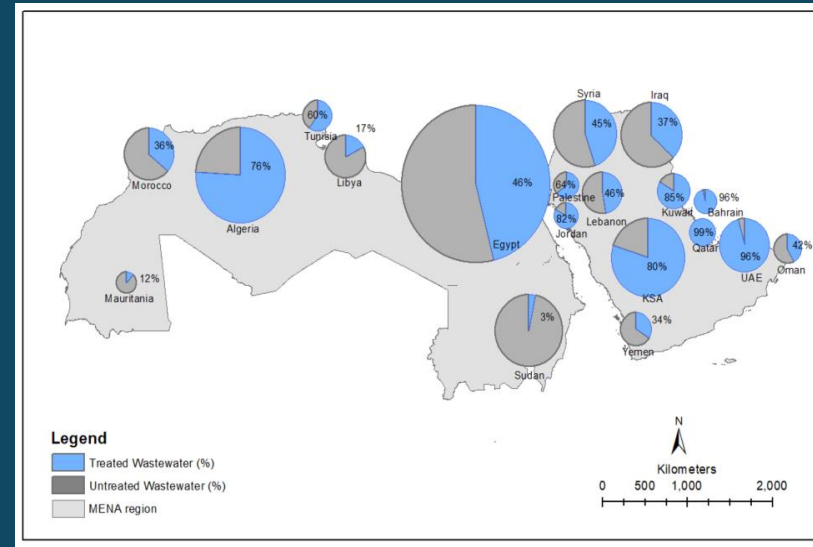 Syria
Iraq
60%
Tunisia
17%
Libya
36%
Morocco
76%
Algeria
46%
Egypt
45%
37%
64%
Palestine
46%
Lebanon
82%
Jordan
85%
Kuwait
96%
Bahrain
99%
Qatar
96%
UAE
42%
Oman
80%
KSA
12%
Mauritania
3%
Sudan
34%
Yemen
Legend
Treated Wastewater (%)
Untreated Wastewater (%)
MENA region
N
Kilometers
0 500 1,000 2,000